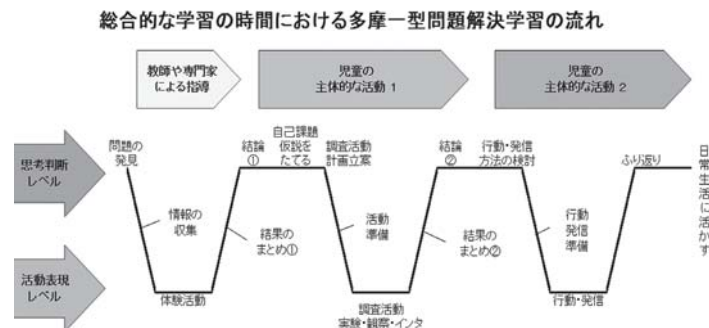 総合的な学習の時間における多摩一型問題解決学習の流れ
教師や専門家
による指導
児童の
主体的な活動 1
児童の
主体的な活動 2
思考判断
レベル
活動表現
レベル
問題の
発見
情報の
収集
体験活動
結果の
まとめ①
結論
①
自己課題
仮説を
たてる
調査活動
計画立案
活動
準備
調査活動
実験・観察・インタ
結果の
まとめ②
結論
②
行動・発信
方法の検討
行動
発信
準備
行動・発信
ふり返り
日常生活に活かす